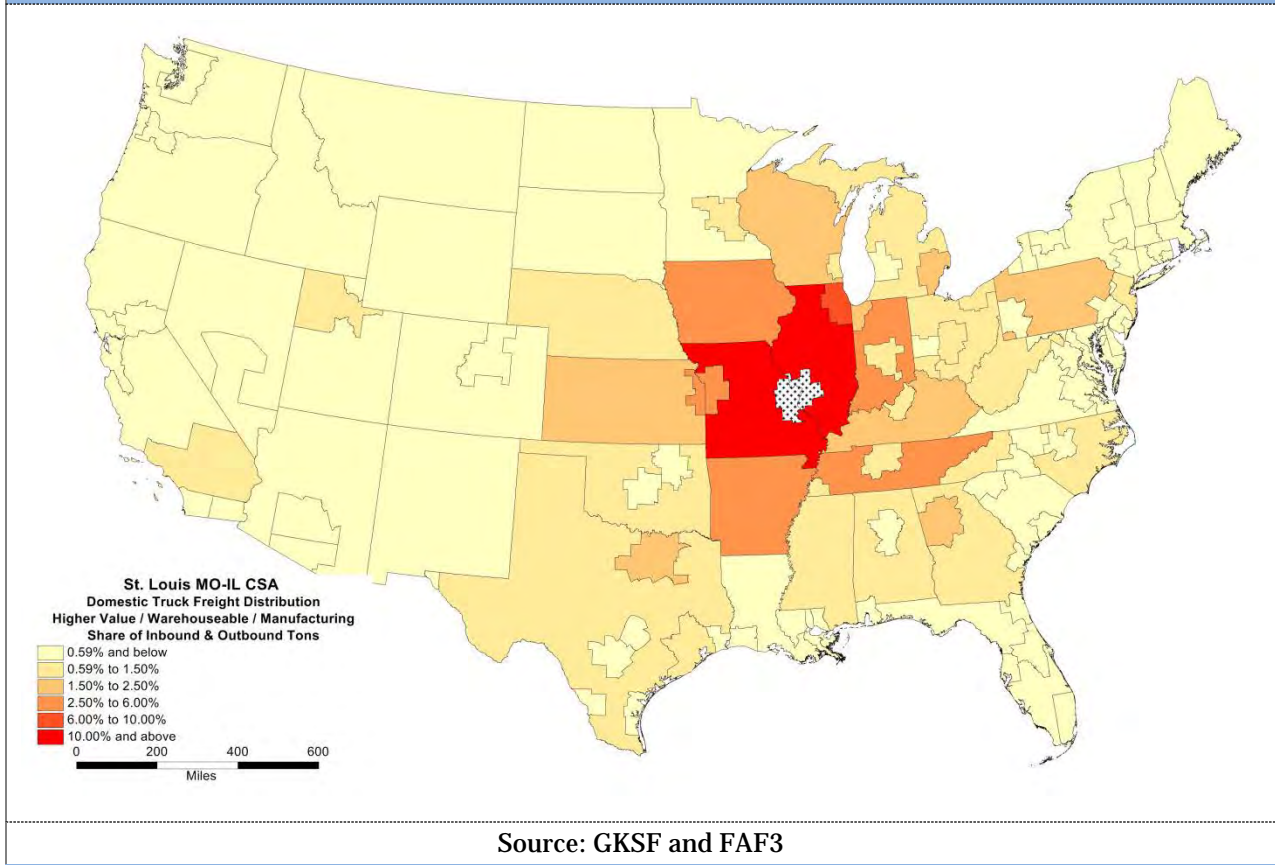 St. Louis MO-IL CSA
Domestic Truck Freight Distribution
Higher Value / Warehouseable / Manufacturing
Share of Inbound & Outbound Tons
0.59% and below
0.59% to 1.50%
1.50% to 2.50%
2.50% to 6.00%
6.00% to 10.00%
10.00% and above
0 200 400 600
Miles
Source: GKSF and FAF3